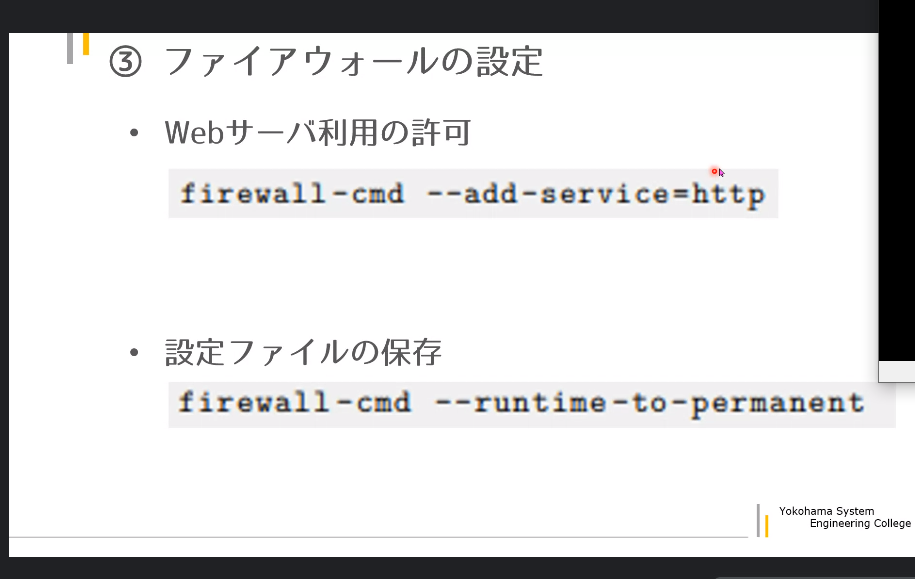 ③ ファイアウォールの設定
• Webサーバ利用の許可
firewall-cmd --add-service=http
• 設定ファイルの保存
firewall-cmd --runtime-to-permanent
Yokohama System
Engineering College